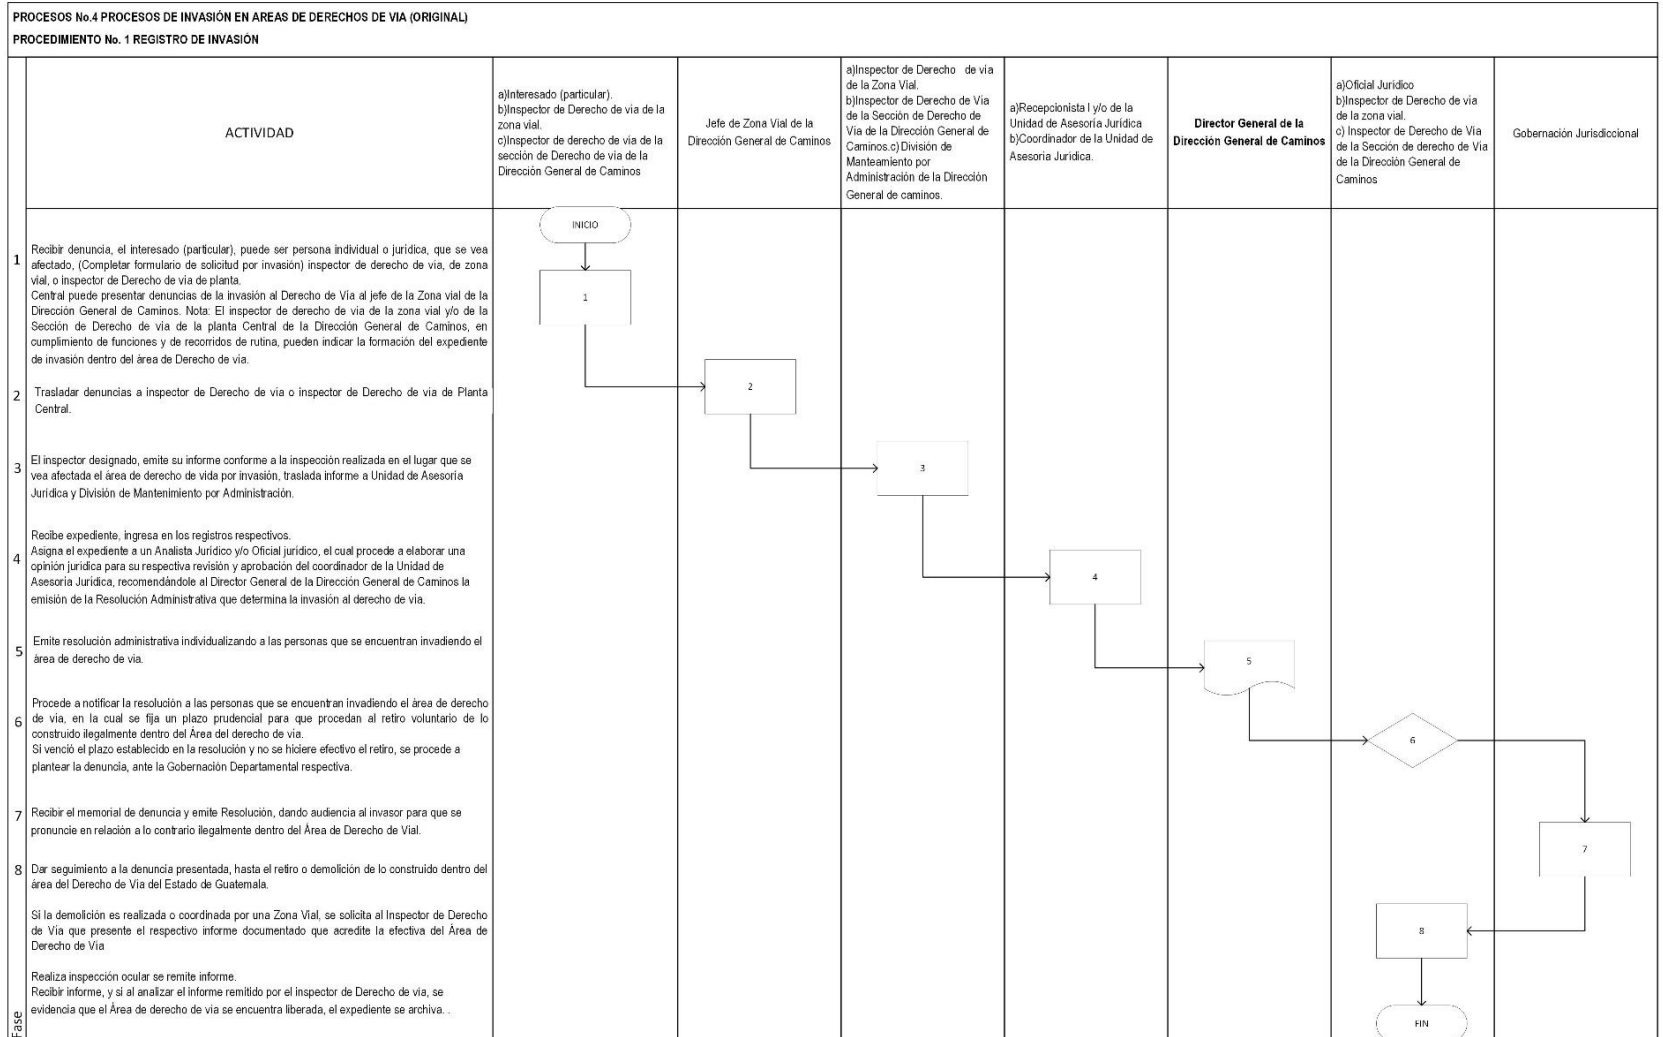 PROCESOS No.4 PROCESOS DE INVASIÓN EN AREAS DE DERECHOS DE VIA (ORIGINAL)
PROCEDIMIENTO No. 1 REGISTRO DE INVASIÓN
ACTIVIDAD
a)Interesado (particular).
b)Inspector de Derecho de vía de la
zona vial.
c)Inspector de derecho de vía de la
sección de Derecho de vía de la
Dirección General de Caminos
Jefe de Zona Vial de la
Dirección General de Caminos
a)Inspector de Derecho de vía
de la Zona Vial.
b)Inspector de Derecho de Vía
de la Sección de Derecho de
Vía de la Dirección General de
Caminos.c)División de
Manteamiento por
Administración de la Dirección
General de caminos.
a)Recepcionista I y/o de la
Unidad de Asesoría Jurídica
b)Coordinador de la Unidad de
Asesoría Jurídica.
Director General de la
Dirección General de Caminos
a)Oficial Jurídico
b)Inspector de Derecho de vía
de la zona vial.
c) Inspector de Derecho de Vía
de la Sección de derecho de Vía
de la Dirección General de
Caminos
Gobernación Jurisdiccional
INICIO
1
Recibir denuncia, el interesado (particular), puede ser persona individual o jurídica, que se vea
afectado, (Completar formulario de solicitud por invasión) inspector de derecho de vía, de zona
vial, o inspector de Derecho de vía de planta.
Central puede presentar denuncias de la invasión al Derecho de Vía al jefe de la Zona vial de la
Dirección General de Caminos. Nota: El inspector de derecho de vía de la zona vial y/o de la
Sección de Derecho de vía de la planta Central de la Dirección General de Caminos, en
cumplimiento de funciones y de recorridos de rutina, pueden indicar la formación del expediente
de invasión dentro del área de Derecho de vía.
1
2
Trasladar denuncias a inspector de Derecho de vía o inspector de Derecho de vía de Planta
Central.
2
3
El inspector designado, emite su informe conforme a la inspección realizada en el lugar que se
vea afectada el área de derecho de vida por invasión, traslada informe a Unidad de Asesoría
Jurídica y División de Mantenimiento por Administración.
3
4
Recibe expediente, ingresa en los registros respectivos.
Asigna el expediente a un Analista Jurídico y/o Oficial jurídico, el cual procede a elaborar una
opinión jurídica para su respectiva revisión y aprobación del coordinador de la Unidad de
Asesoría Jurídica, recomendándole al Director General de la Dirección General de Caminos la
emisión de la Resolución Administrativa que determina la invasión al derecho de vía.
4
5
Emite resolución administrativa individualizando a las personas que se encuentran invadiendo el
área de derecho de vía.
5
6
Procede a notificar la resolución a las personas que se encuentran invadiendo el área de derecho
de vía, en la cual se fija un plazo prudencial para que procedan al retiro voluntario de lo
construido ilegalmente dentro del Área del derecho de vía.
Si venció el plazo establecido en la resolución y no se hiciere efectivo el retiro, se procede a
plantear la denuncia, ante la Gobernación Departamental respectiva.
6
7
Recibir el memorial de denuncia y emite Resolución, dando audiencia al invasor para que se
pronuncie en relación a lo contrario ilegalmente dentro del Área de Derecho de Vial.
7
8
Dar seguimiento a la denuncia presentada, hasta el retiro o demolición de lo construido dentro del
área del Derecho de Vía del Estado de Guatemala.
Si la demolición es realizada o coordinada por una Zona Vial, se solicita al Inspector de Derecho
de Vía que presente el respectivo informe documentado que acredite la efectiva del Área de
Derecho de Vía
8
Realiza inspección ocular se remite informe.
Recibir informe, y si al analizar el informe remitido por el inspector de Derecho de vía, se
evidencia que el Área de derecho de vía se encuentra liberada, el expediente se archiva. .
FIN
Fase